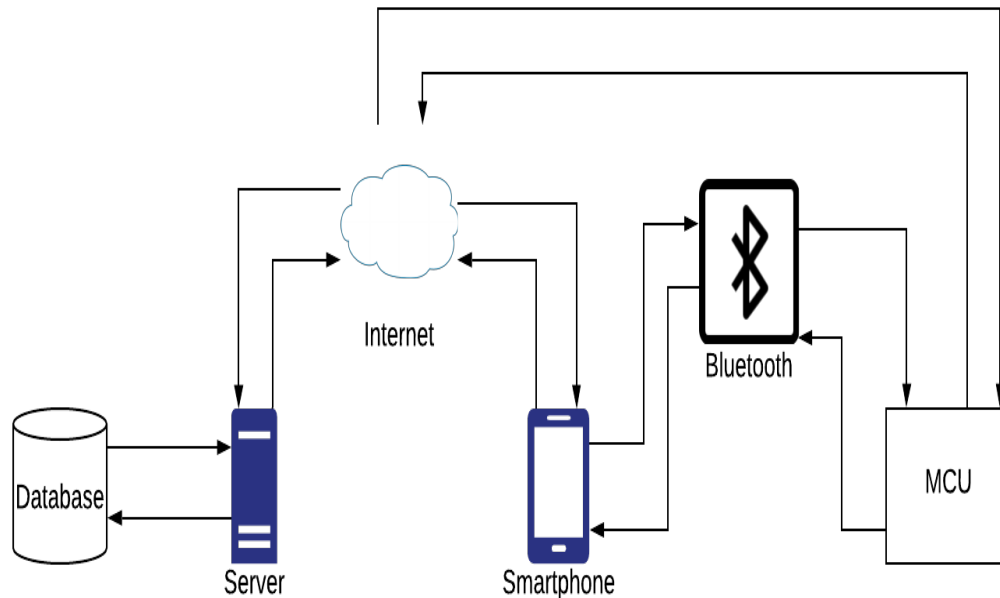 Internet
Bluetooth
Database
MCU
Server
Smartphone